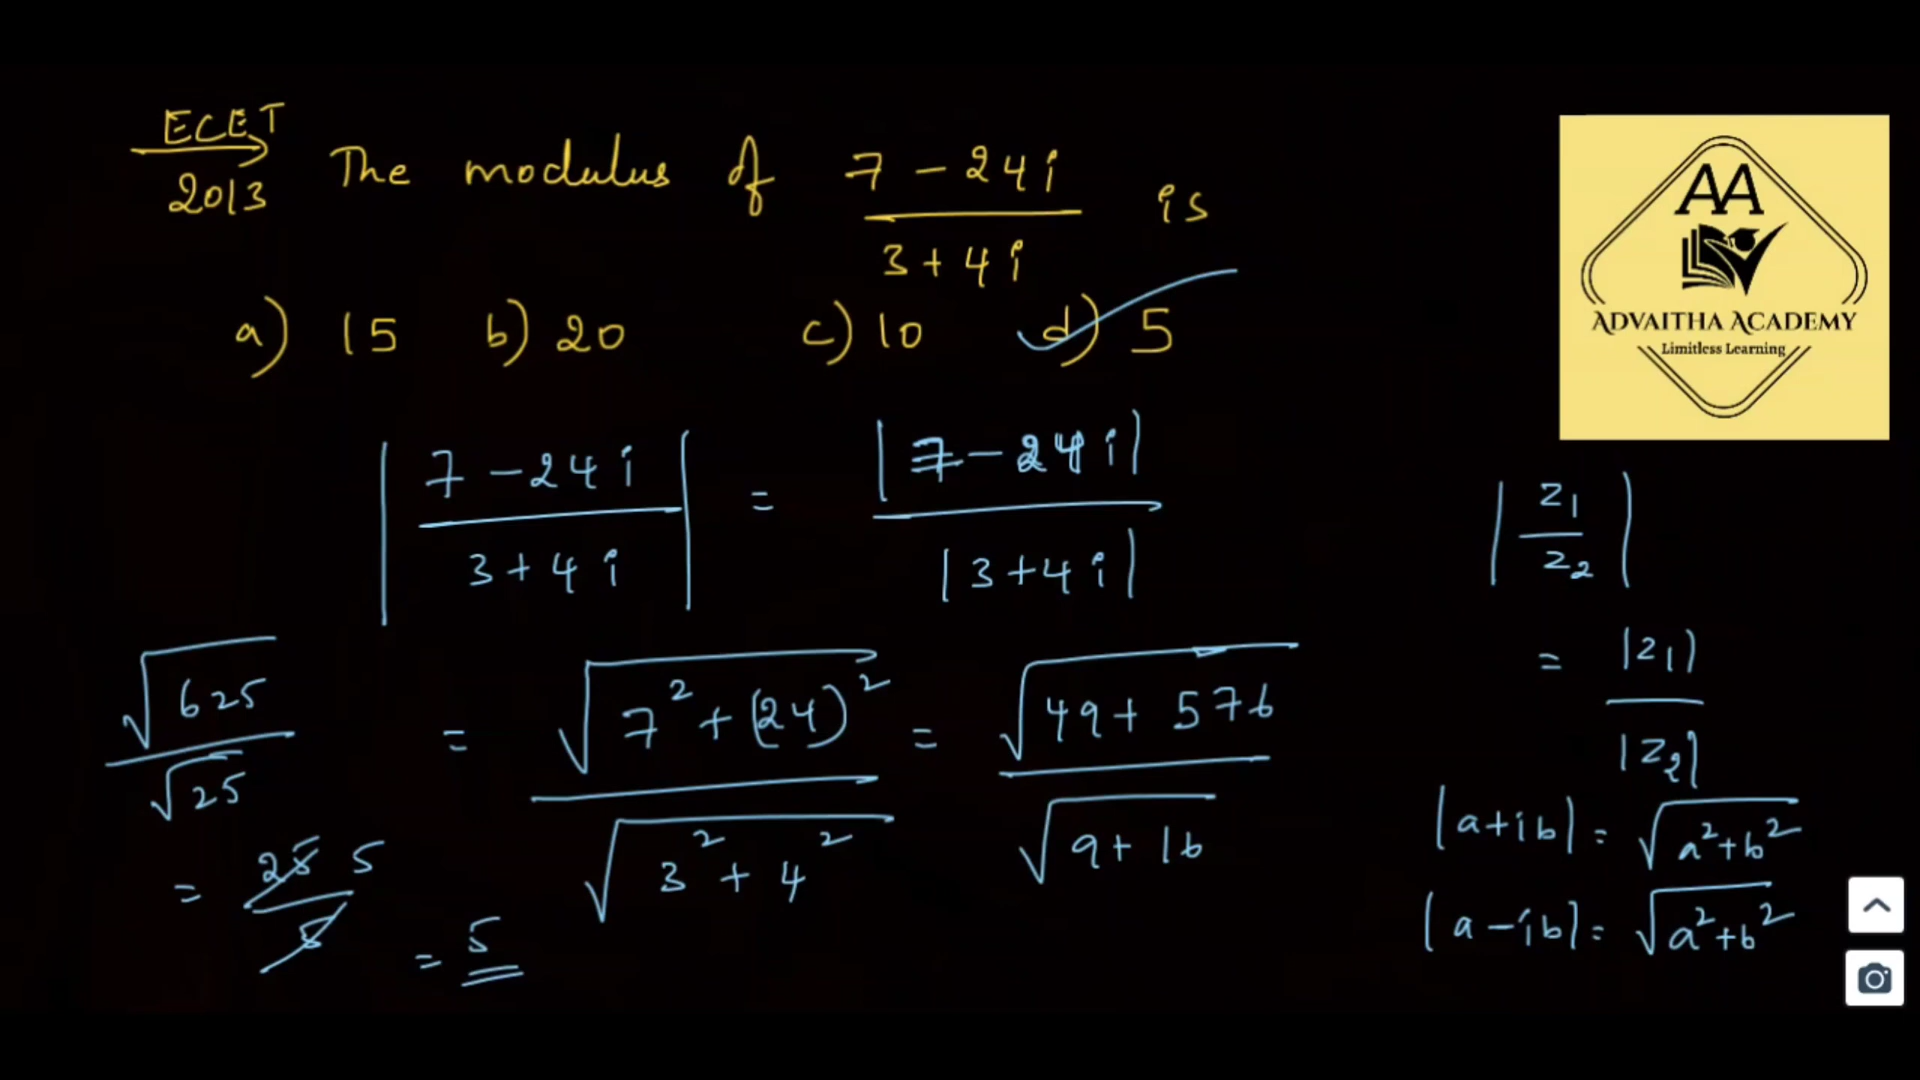 ECET
2013
The modulus of (7 - 24i)/(3 + 4i) is
a) 15 b) 20 c) 10 d) 5
AA
ADVAITHA ACADEMY
Limitless Learning
|(7 - 24i)/(3 + 4i)| = |7 - 24i|/|3 + 4i|
= √(7² + (24)²)/√(3² + 4²) = √(49 + 576)/√(9 + 16)
√625/√25
= 25/5 5
= 5
|z₁/z₂|
= |z₁|/|z₂|
|a+ib| = √(a²+b²)
|a-ib| = √(a²+b²)